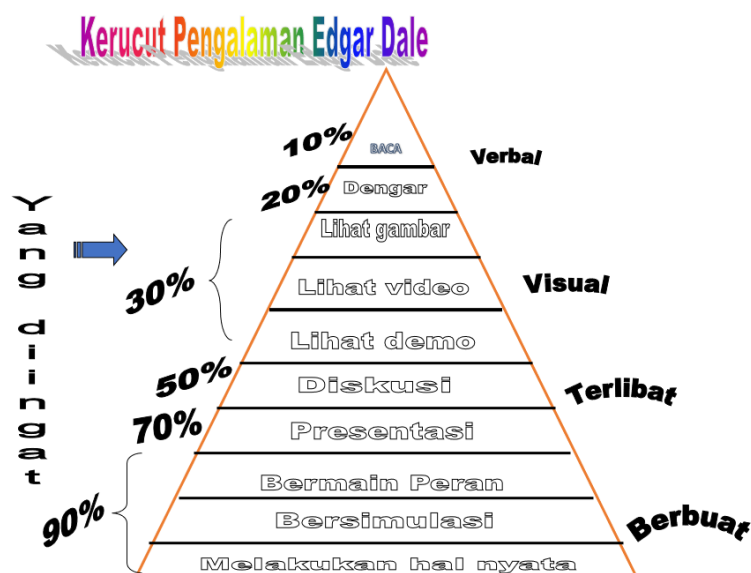 Kerucut Pengalaman Edgar Dale
10%
BACA
Verbal
20%
Dengar
Lihat gambar
Yang diingat
30%
Lihat video
Visual
Lihat demo
50%
Diskusi
Terlibat
70%
Presentasi
Bermain Peran
90%
Bersimulasi
Berbuat
Melakukan hal nyata